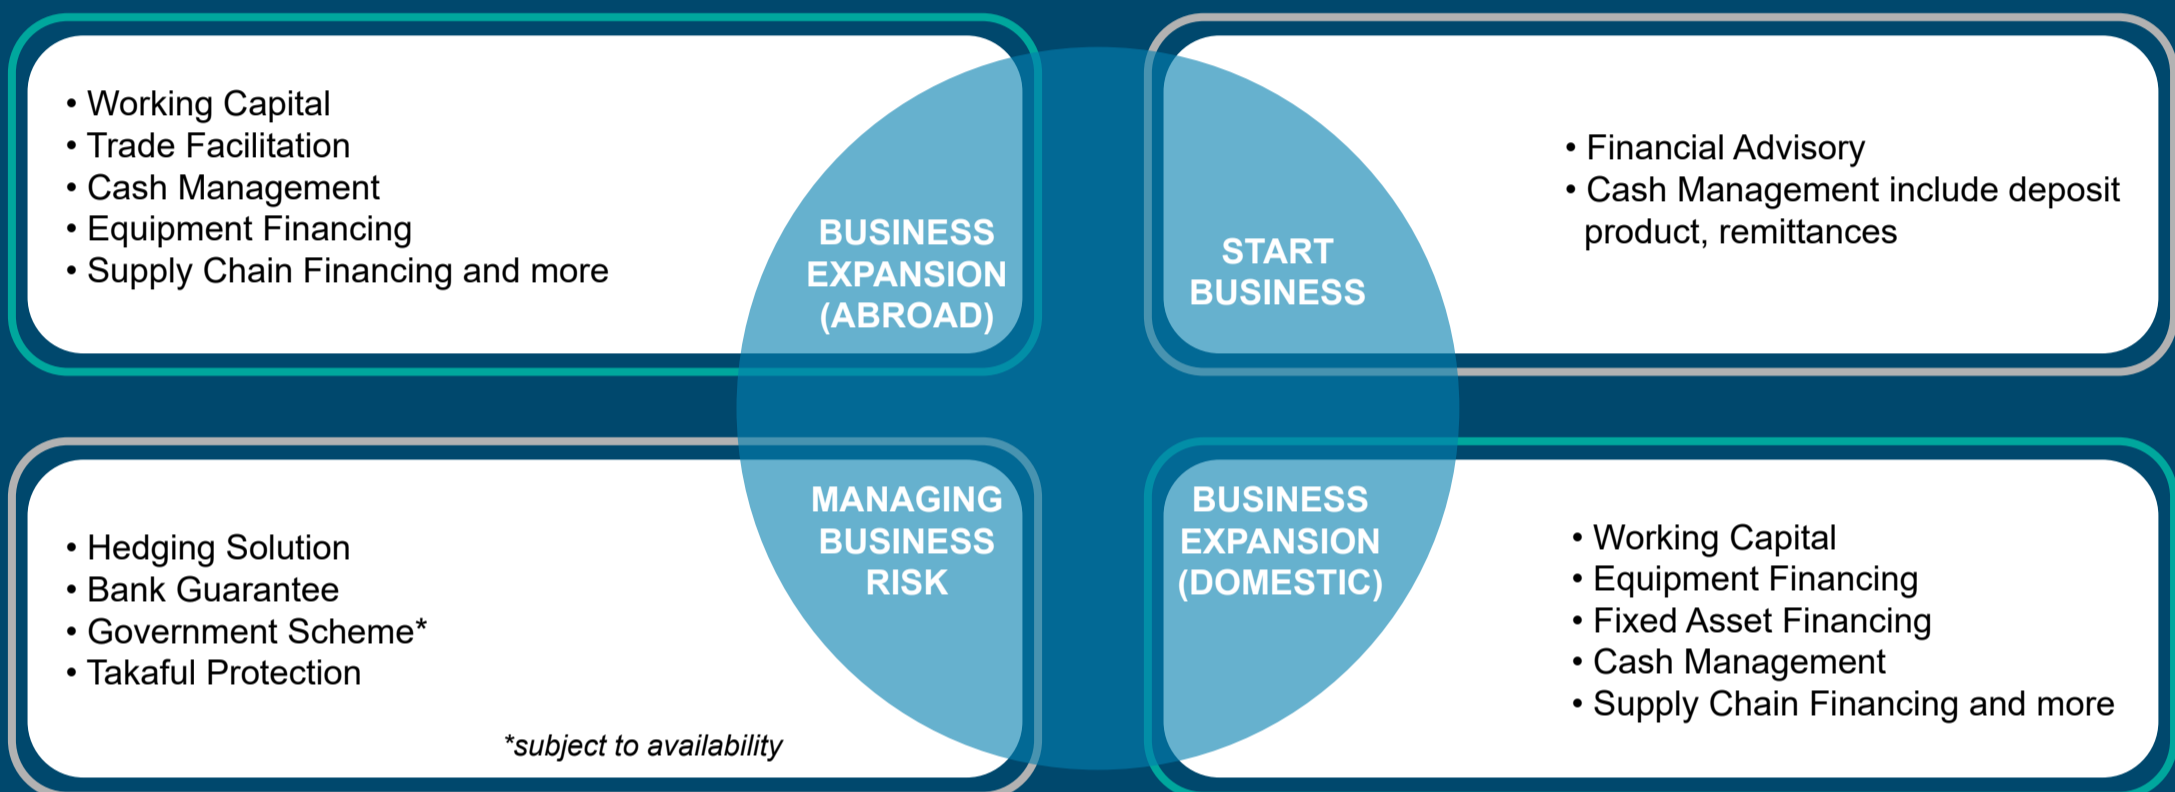 • Working Capital
• Trade Facilitation
• Cash Management
• Equipment Financing
• Supply Chain Financing and more
BUSINESS
EXPANSION
(ABROAD)
START
BUSINESS
• Financial Advisory
• Cash Management include deposit
product, remittances
• Hedging Solution
• Bank Guarantee
• Government Scheme*
• Takaful Protection
*subject to availability
MANAGING
BUSINESS
RISK
BUSINESS
EXPANSION
(DOMESTIC)
• Working Capital
• Equipment Financing
• Fixed Asset Financing
• Cash Management
• Supply Chain Financing and more